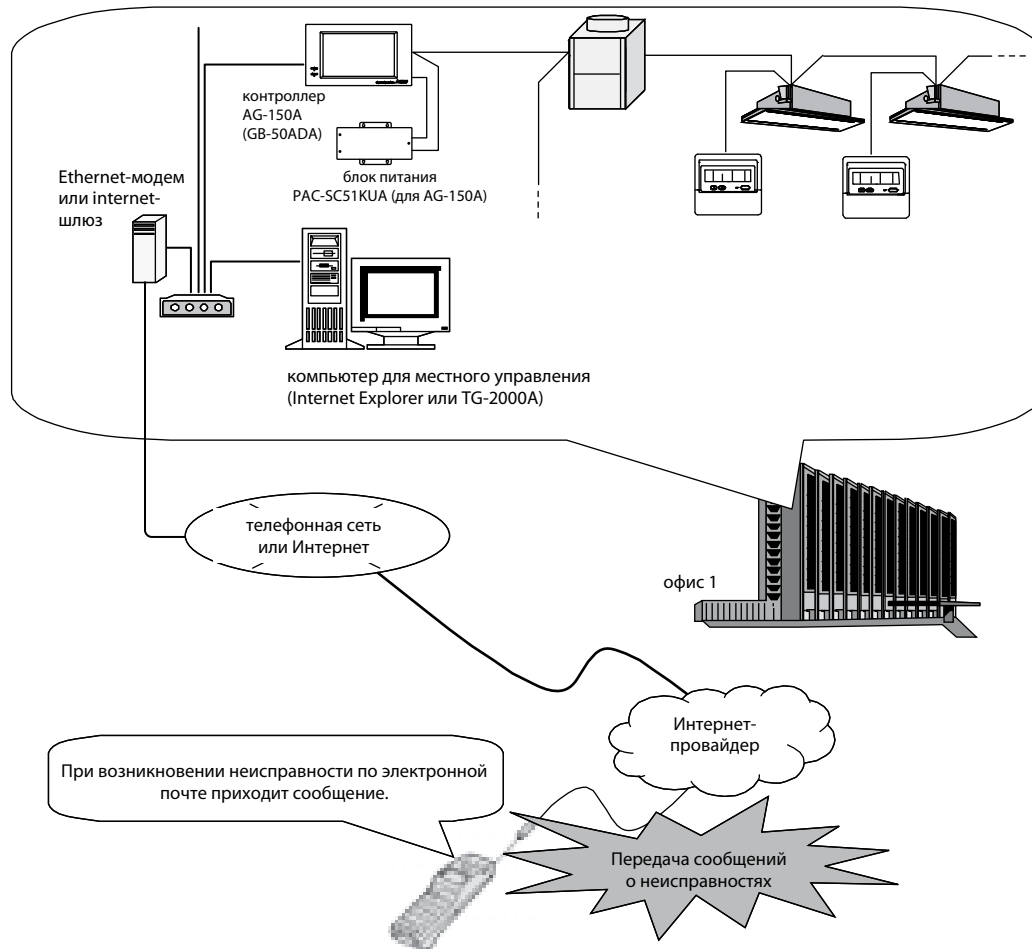 контроллер
AG-150A
(GB-50ADA)
блок питания
PAC-SC51KUA (для AG-150A)
Ethernet-модем
или internet-
шлюз
компьютер для местного управления
(Internet Explorer или TG-2000A)
телефонная сеть
или Интернет
офис 1
Интернет-
провайдер
При возникновении неисправности по электронной
почте приходит сообщение.
Передача сообщений
о неисправностях